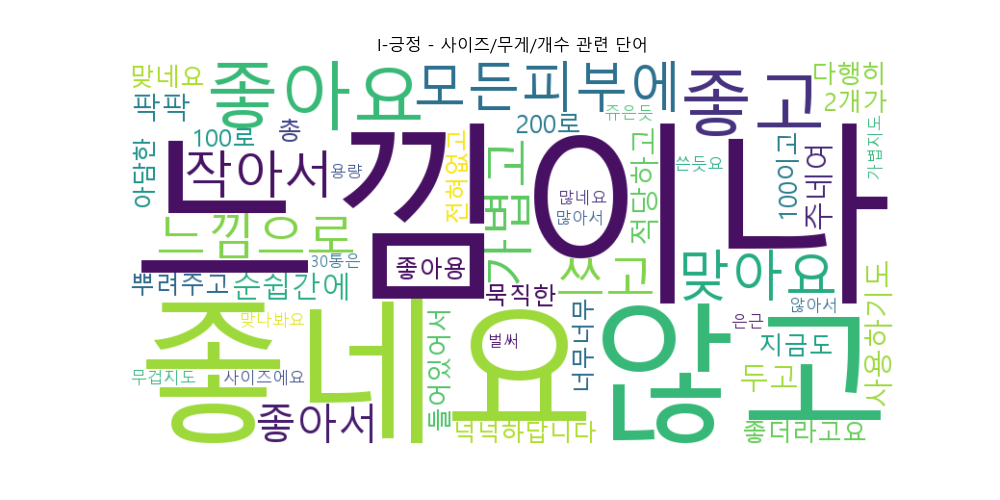 I-긍정 - 사이즈/무게/개수 관련 단어
맞네요
좋아요
모든피부에
좋고
다행히
2개가
팍팍
100로
총
200로
쥬은듯
가볍지도
아담한
작아서
용량
전혀없고
느낌이나
가볍고
많네요
많아서
적당하고
쓴듯요
100이고
주네여
느낌으로
30통은
좋아용
쓰고
맞아요
뿌려주고
순쉽간에
묵직한
않아서
사용하기도
좋네요
맞나봐요
들어있어서
벌써
너무너무
않고
은근
지금도
무겁지도
사이즈에요
두고
좋아서
넉넉하답니다
좋더라고요